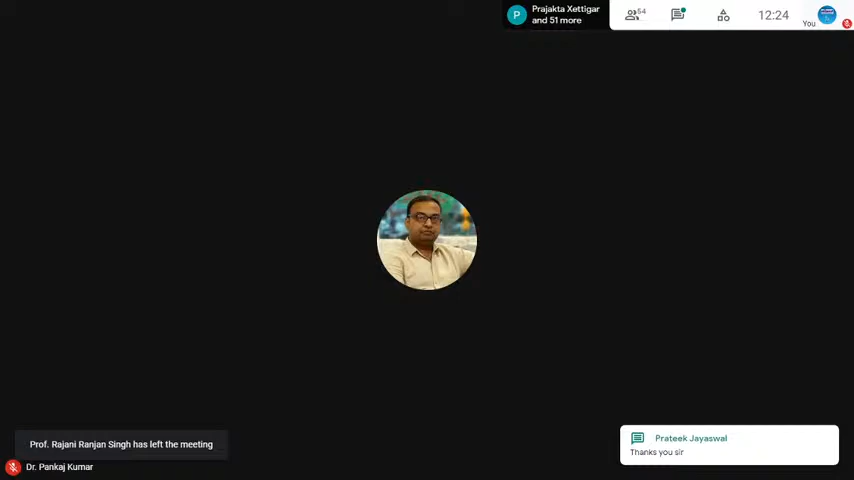 P
Prajakta Xettigar
and 51 more
54
12:24
You
Prof. Rajani Ranjan Singh has left the meeting
Dr. Pankaj Kumar
Prateek Jayaswal
Thanks you sir